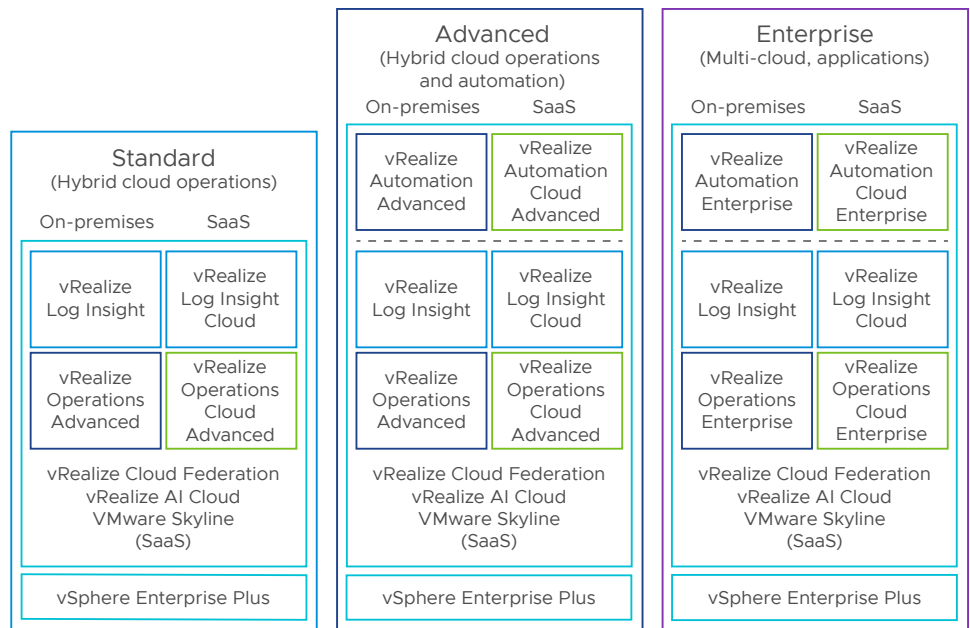 Standard
(Hybrid cloud operations)
On-premises
SaaS
vRealize
Log Insight
vRealize
Log Insight
Cloud
vRealize
Operations
Advanced
vRealize
Operations
Cloud
Advanced
vRealize Cloud Federation
vRealize AI Cloud
VMware Skyline
(SaaS)
vSphere Enterprise Plus
Advanced
(Hybrid cloud operations
and automation)
On-premises
SaaS
vRealize
Automation
Advanced
vRealize
Automation
Cloud
Advanced
vRealize
Log Insight
vRealize
Log Insight
Cloud
vRealize
Operations
Advanced
vRealize
Operations
Cloud
Advanced
vRealize Cloud Federation
vRealize AI Cloud
VMware Skyline
(SaaS)
vSphere Enterprise Plus
Enterprise
(Multi-cloud, applications)
On-premises
SaaS
vRealize
Automation
Enterprise
vRealize
Automation
Cloud
Enterprise
vRealize
Log Insight
vRealize
Log Insight
Cloud
vRealize
Operations
Enterprise
vRealize
Operations
Cloud
Enterprise
vRealize Cloud Federation
vRealize AI Cloud
VMware Skyline
(SaaS)
vSphere Enterprise Plus